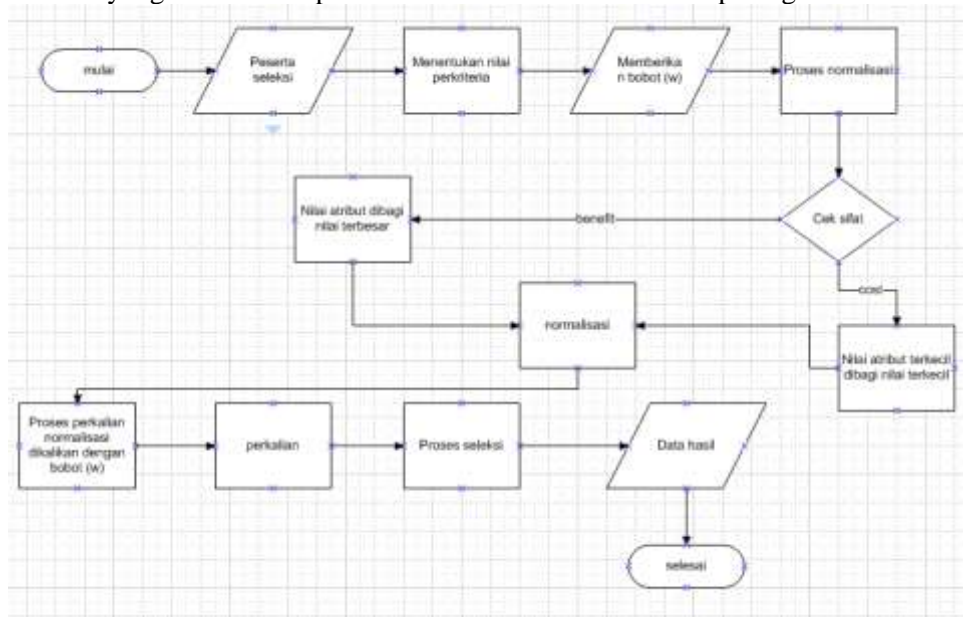 mulai
Peserta
seleksi
Menentukan nilai
perkriteria
Memberika
n bobot (w)
Proses normalisasi
Cek sifat
benefit
Nilai atribut dibagi
nilai terbesar
cost
Nilai atribut terkecil
dibagi nilai terkecil
normalisasi
Proses perkalian
normalisasi
dikalikan dengan
bobot (w)
perkalian
Proses seleksi
Data hasil
selesai